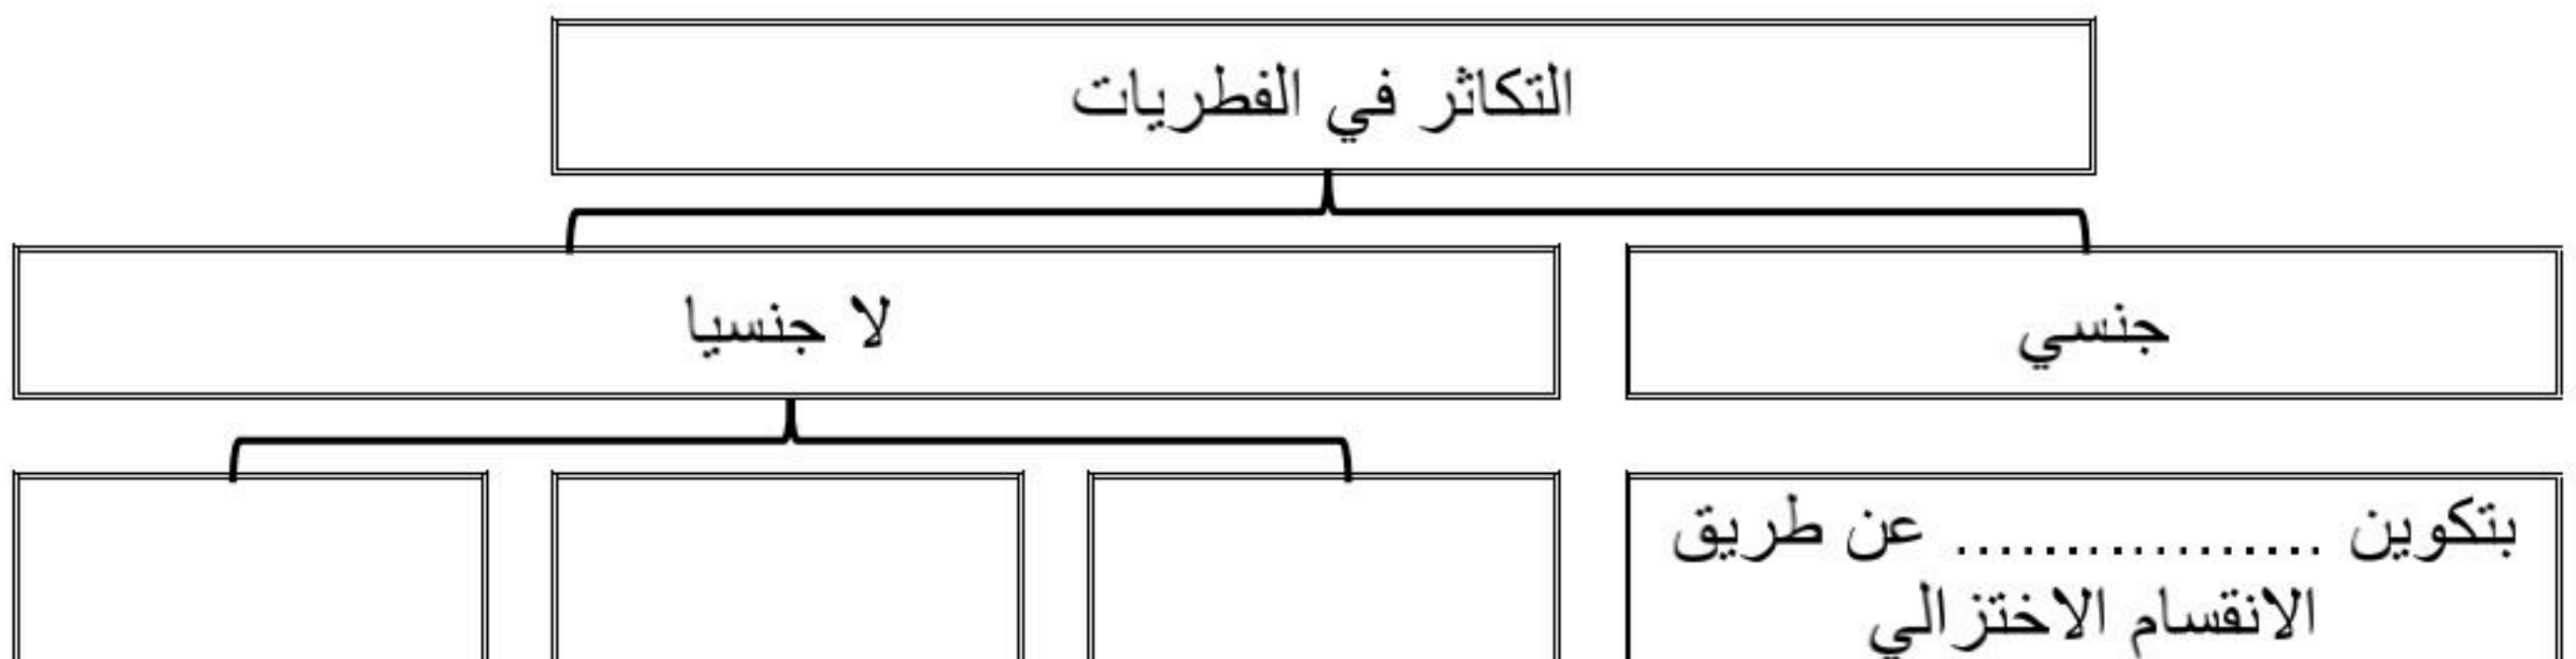 التكاثر في الفطريات
جنسي
لا جنسيا
بتكوين ................. عن طريق
الانقسام الاختزالي